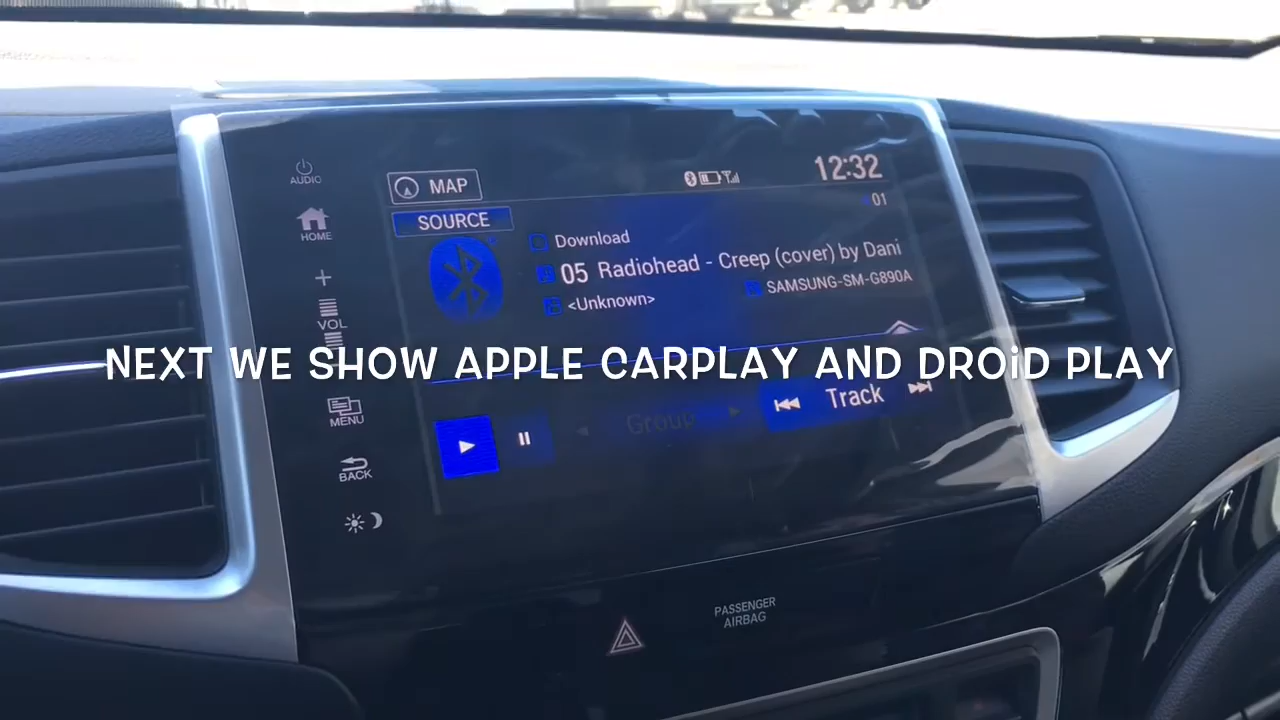 AUDIO
HOME
+
VOL
MENU
BACK
MAP
12:32
SOURCE
01
Download
05 Radiohead - Creep (cover) by Dani
SAMSUNG-SM-G890A
<Unknown>
NEXT WE SHOW APPLE CARPLAY AND DROiD PLAY
Group
Track
PASSENGER
AIRBAG